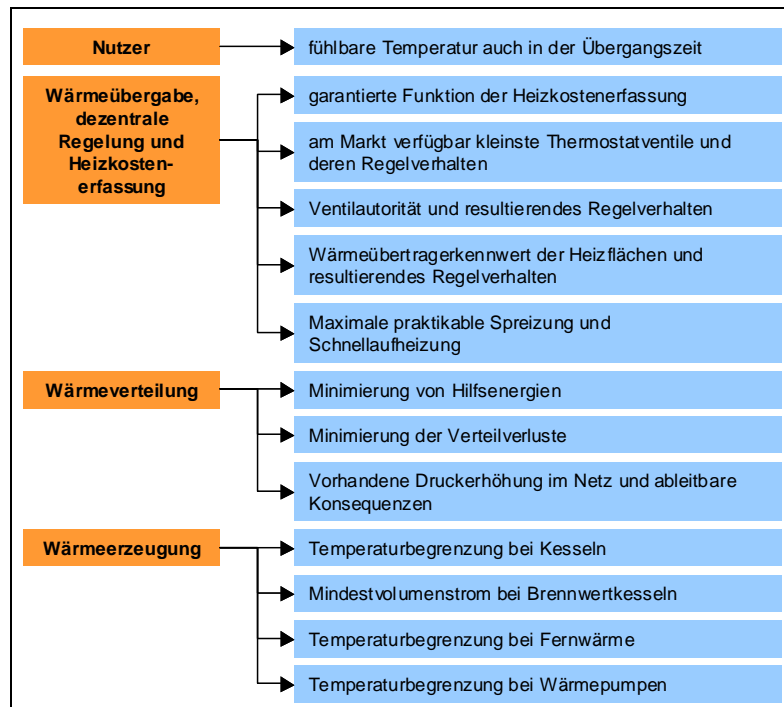 Nutzer
fühlbare Temperatur auch in der Übergangszeit
Wärmeübergabe,
dezentrale
Regelung und
Heizkosten-
erfassung
garantierte Funktion der Heizkostenerfassung
am Markt verfügbar kleinste Thermostatventile und
deren Regelverhalten
Ventilautorität und resultierendes Regelverhalten
Wärmeübertragerkennwert der Heizflächen und
resultierendes Regelverhalten
Maximale praktikable Spreizung und
Schnellaufheizung
Wärmeverteilung
Minimierung von Hilfsenergien
Minimierung der Verteilverluste
Vorhandene Druckerhöhung im Netz und ableitbare
Konsequenzen
Wärmeerzeugung
Temperaturbegrenzung bei Kesseln
Mindestvolumenstrom bei Brennwertkesseln
Temperaturbegrenzung bei Fernwärme
Temperaturbegrenzung bei Wärmepumpen